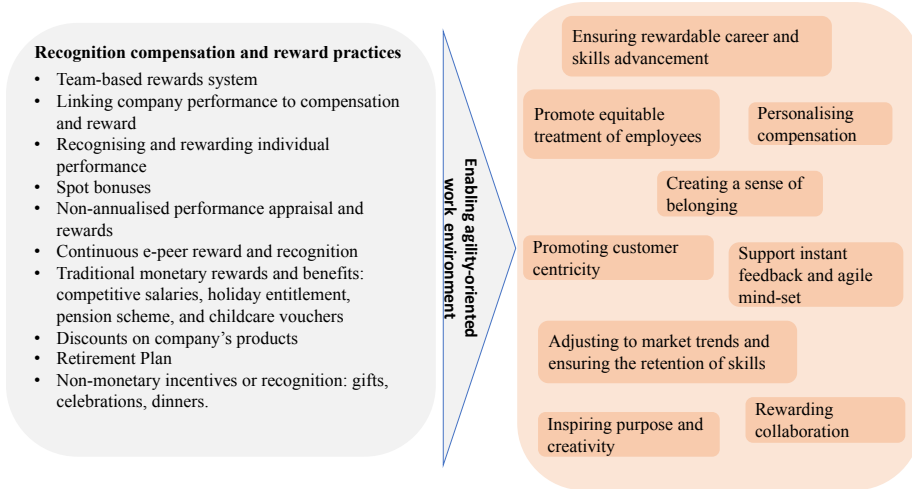 Recognition compensation and reward practices
• Team-based rewards system
• Linking company performance to compensation
and reward
• Recognising and rewarding individual
performance
• Spot bonuses
• Non-annualised performance appraisal and
rewards
• Continuous e-peer reward and recognition
• Traditional monetary rewards and benefits:
competitive salaries, holiday entitlement,
pension scheme, and childcare vouchers
• Discounts on company's products
• Retirement Plan
• Non-monetary incentives or recognition: gifts,
celebrations, dinners.
Enabling agility-oriented
work environment
Ensuring rewardable career and
skills advancement
Promote equitable
treatment of employees
Personalising
compensation
Creating a sense of
belonging
Promoting customer
centricity
Support instant
feedback and agile
mind-set
Adjusting to market trends and
ensuring the retention of skills
Inspiring purpose and
creativity
Rewarding
collaboration